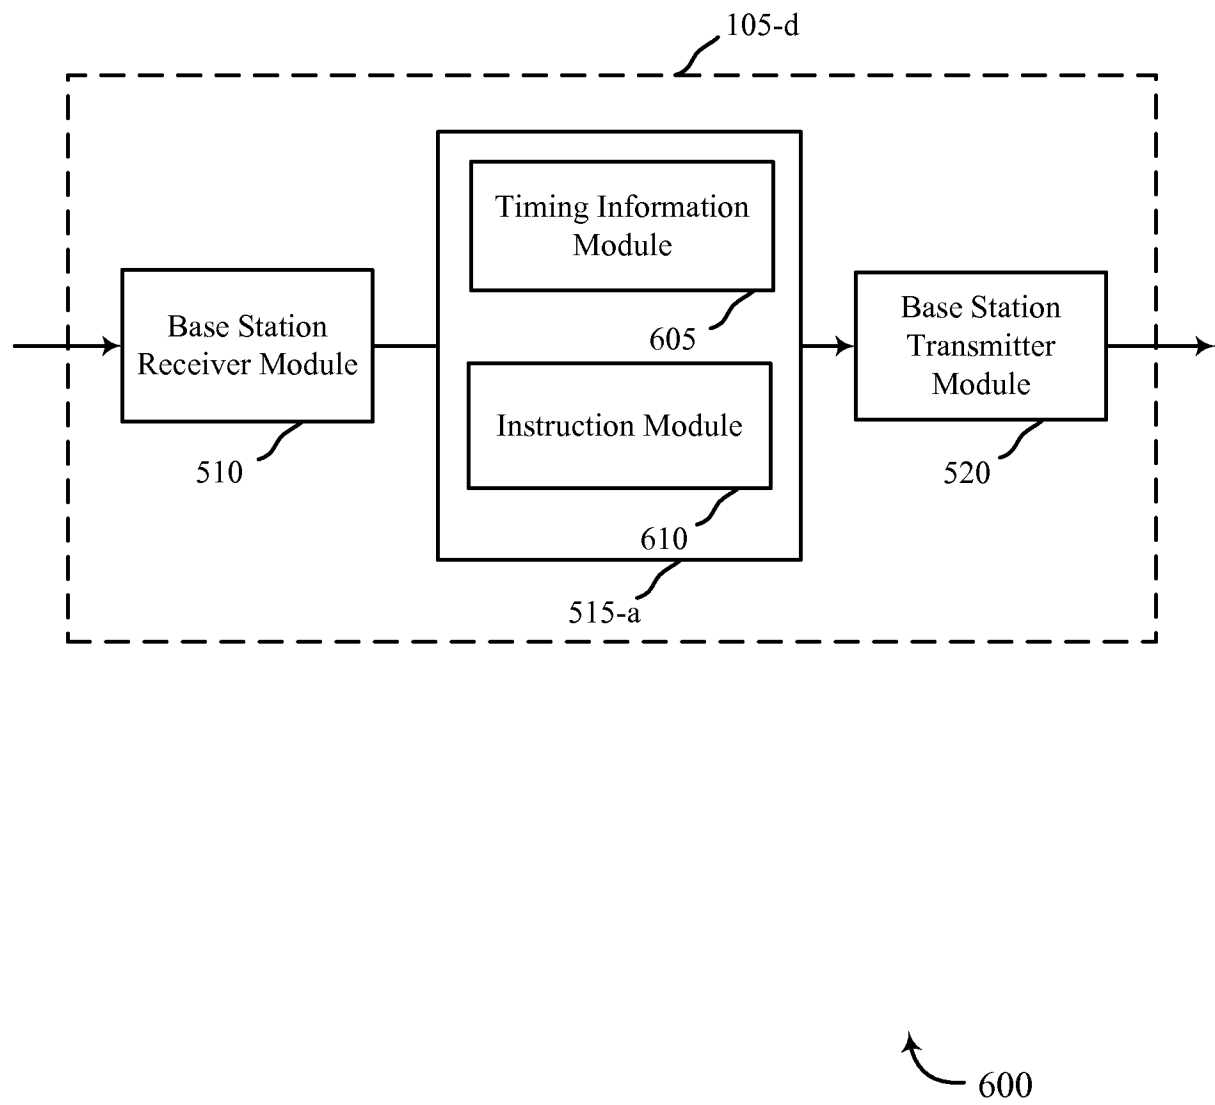 105-d
Timing Information
Module
605
Base Station
Receiver Module
510
Instruction Module
610
515-a
Base Station
Transmitter
Module
520
600